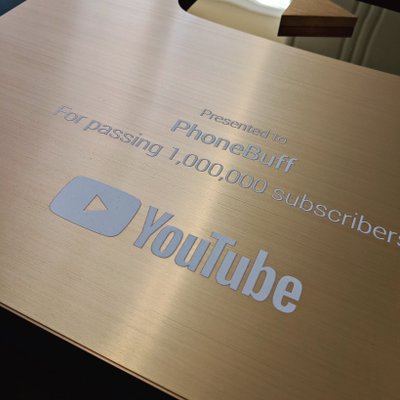 Presented to
PhoneBuff
For passing 1,000,000 subscribers
YouTube